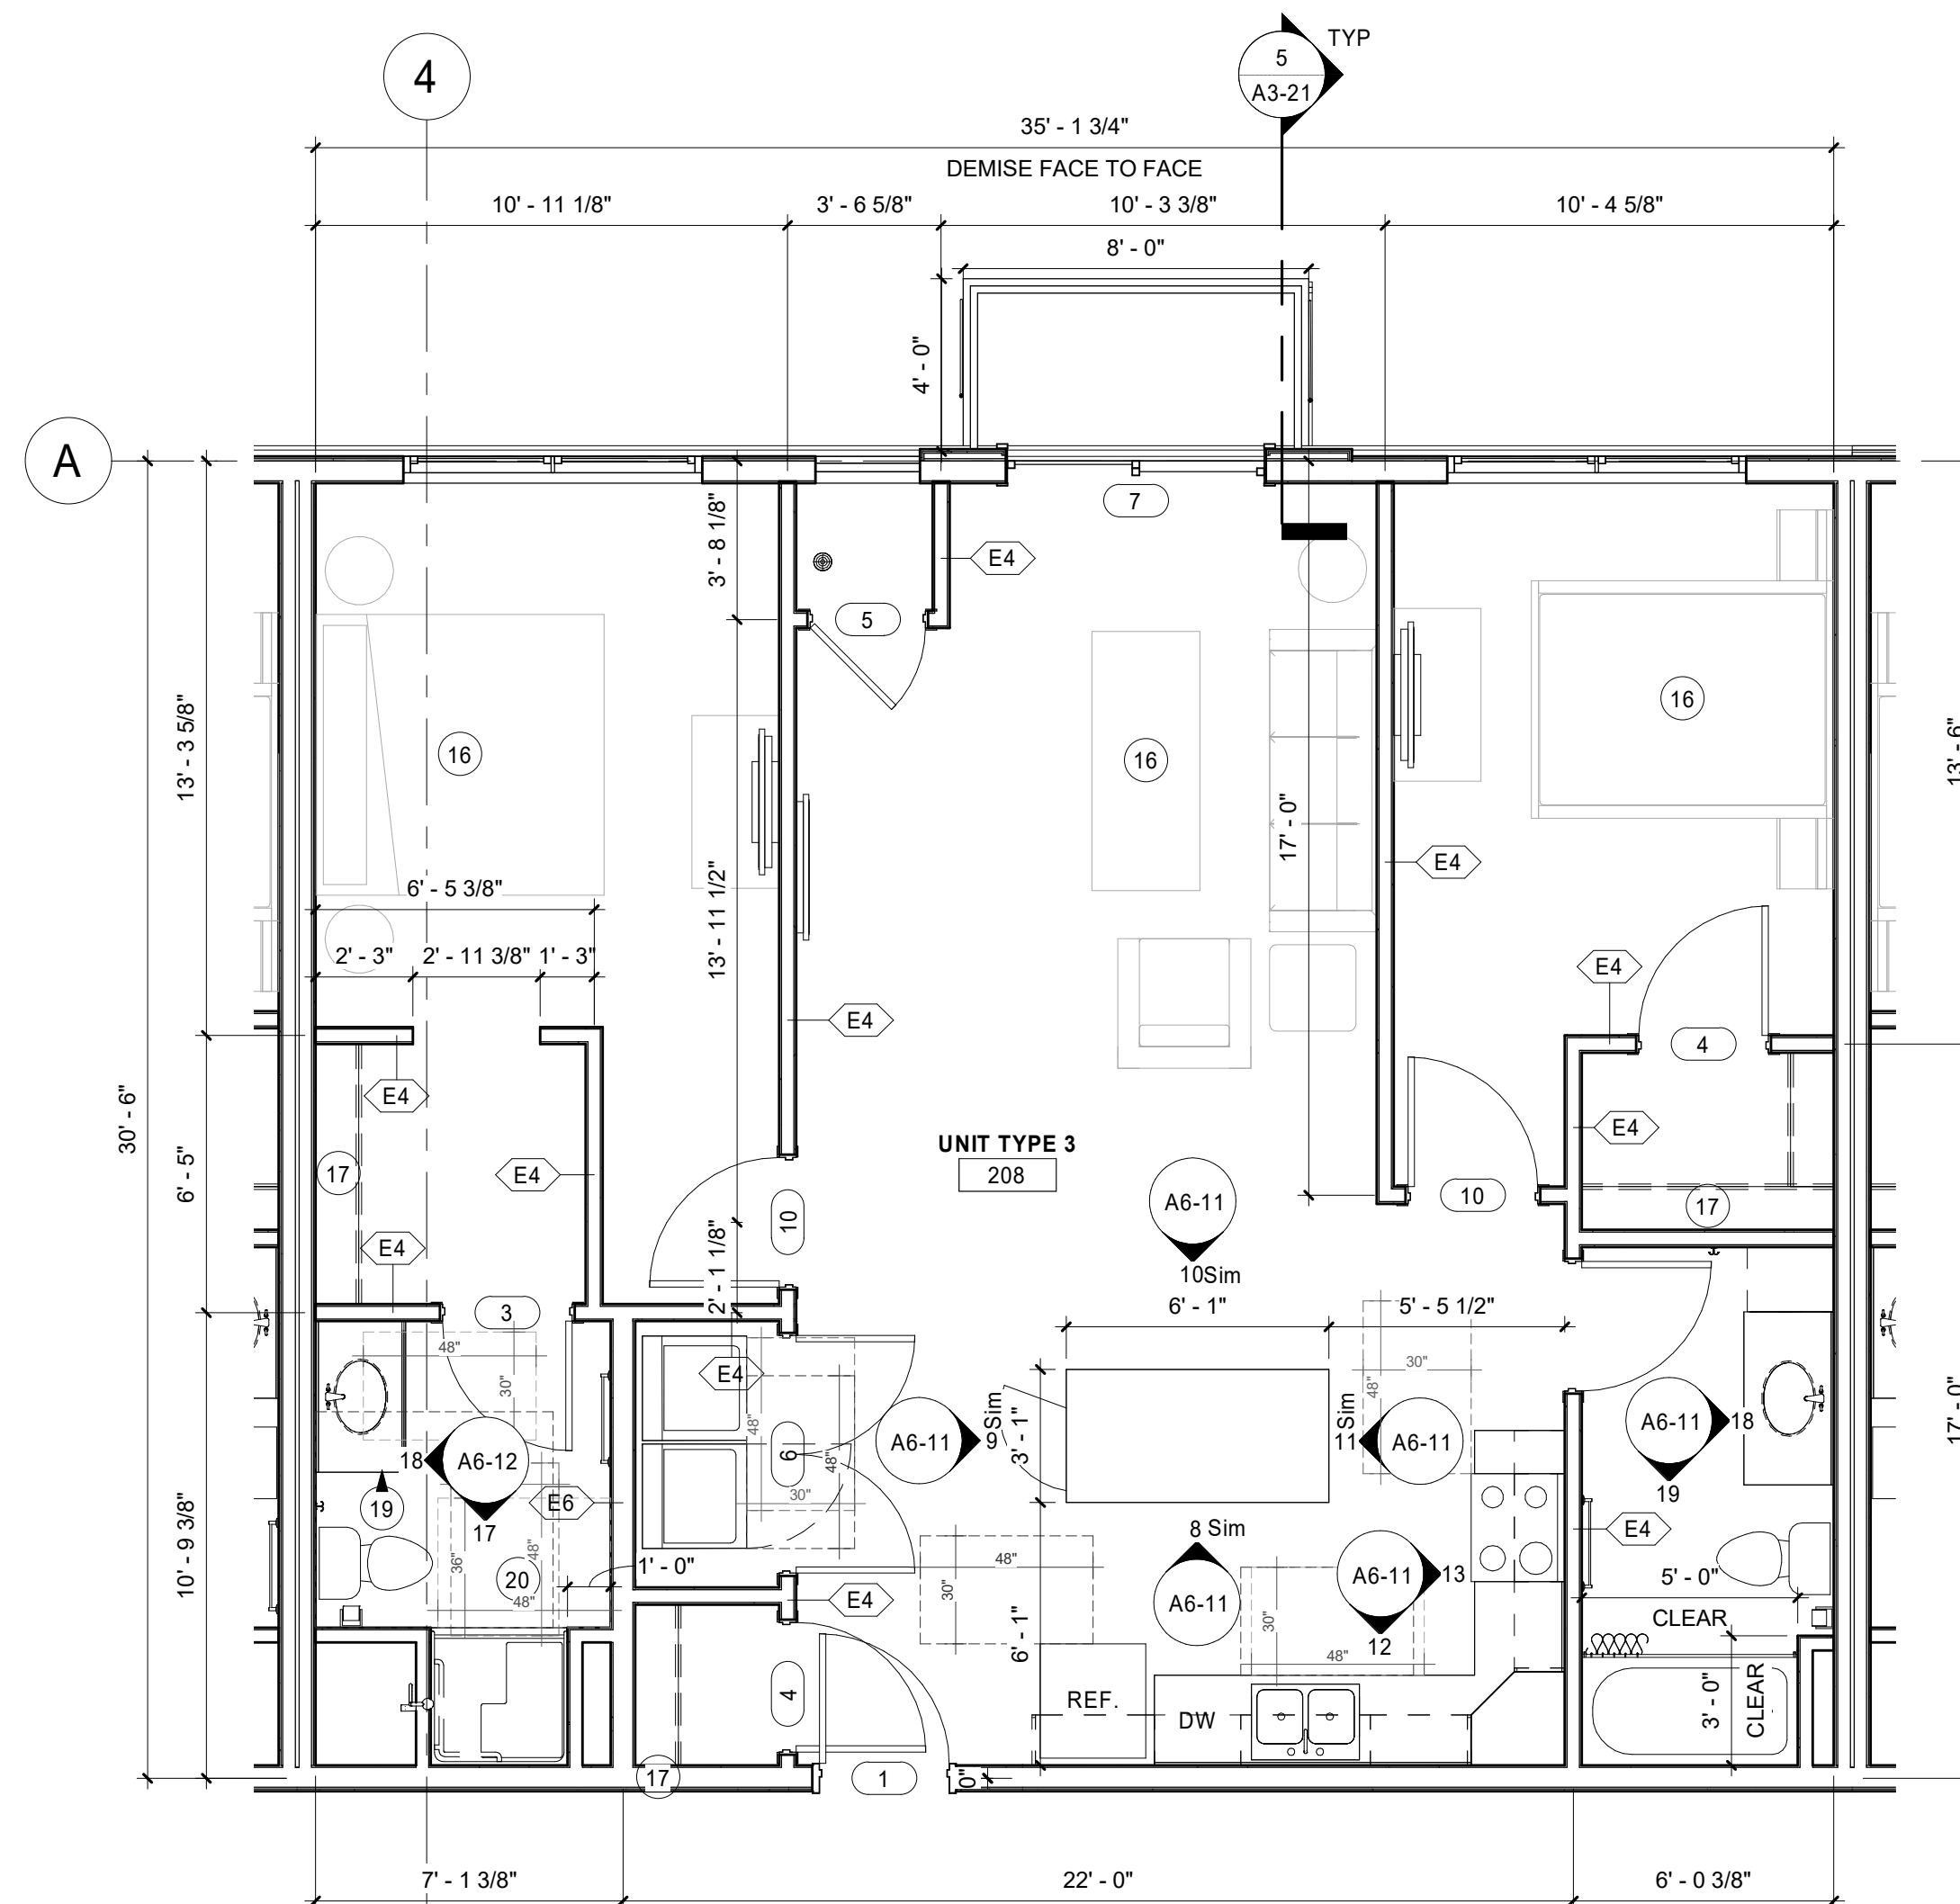 4
5
A3-21
TYP
35' - 1 3/4"
DEMISE FACE TO FACE
10' - 11 1/8"
3' - 6 5/8"
10' - 3 3/8"
10' - 4 5/8"
8' - 0"
4' - 0"
A
7
3' - 8 1/8"
E4
5
16
16
16
13' - 3 5/8"
13' - 6"
17' - 0"
E4
6' - 5 3/8"
13' - 11 1/2"
2' - 3"
2' - 11 3/8"
1' - 3"
E4
E4
4
E4
E4
30' - 6"
UNIT TYPE 3
208
6' - 5"
17
E4
10
10
A6-11
10Sim
17
E4
2' - 1 1/8"
3
6' - 1"
5' - 5 1/2"
48"
30"
E4
48"
48"
30"
6
A6-11
9
Sim
3' - 1"
30"
48"
Sim
11
A6-11
A6-11
18
19
17' - 0"
18
A6-12
17
19
E6
48"
36"
20
48"
10' - 9 3/8"
1' - 0"
E4
48"
30"
8 Sim
A6-11
A6-11
13
12
30"
48"
E4
5' - 0"
CLEAR
3' - 0"
CLEAR
6' - 1"
4
REF.
DW
17
1
0"
7' - 1 3/8"
22' - 0"
6' - 0 3/8"